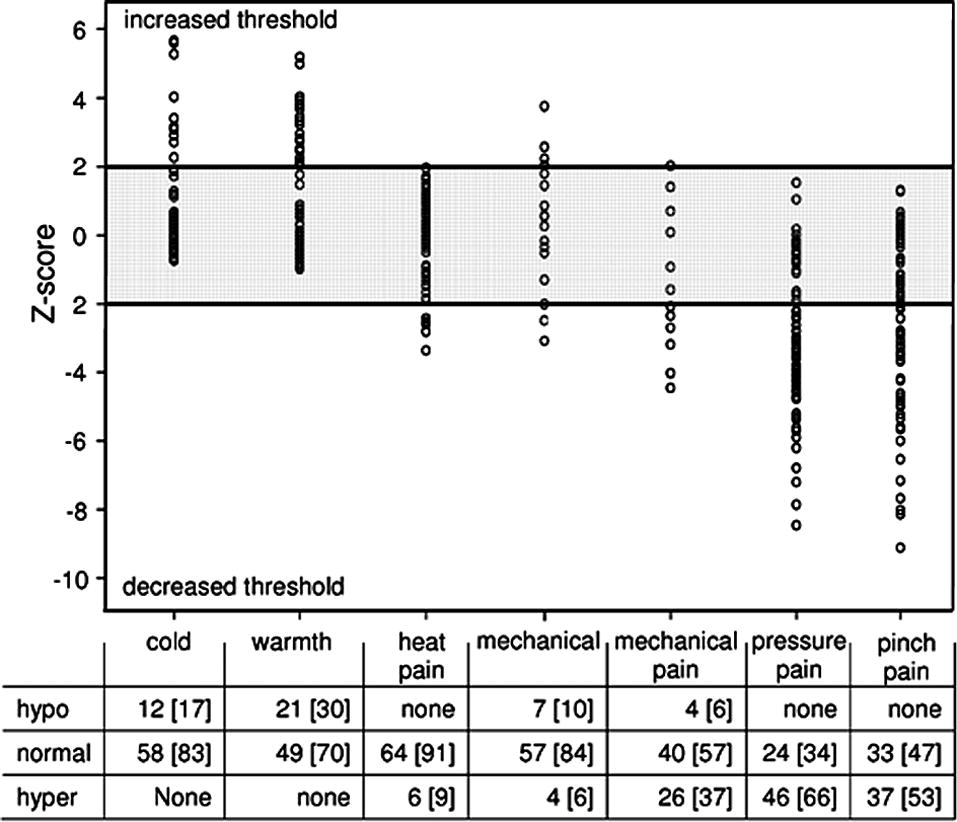 increased threshold
6
4
2
0
2
-4
-6
-8
-10
Z-score
decreased threshold
cold warmth heat pain mechanical mechanical pain pressure pain pinch pain
hypo 12 [17] 21 [30] none 7 [10] 4 [6] none none
normal 58 [83] 49 [70] 64 [91] 57 [84] 40 [57] 24 [34] 33 [47]
hyper None none 6 [9] 4 [6] 26 [37] 46 [66] 37 [53]